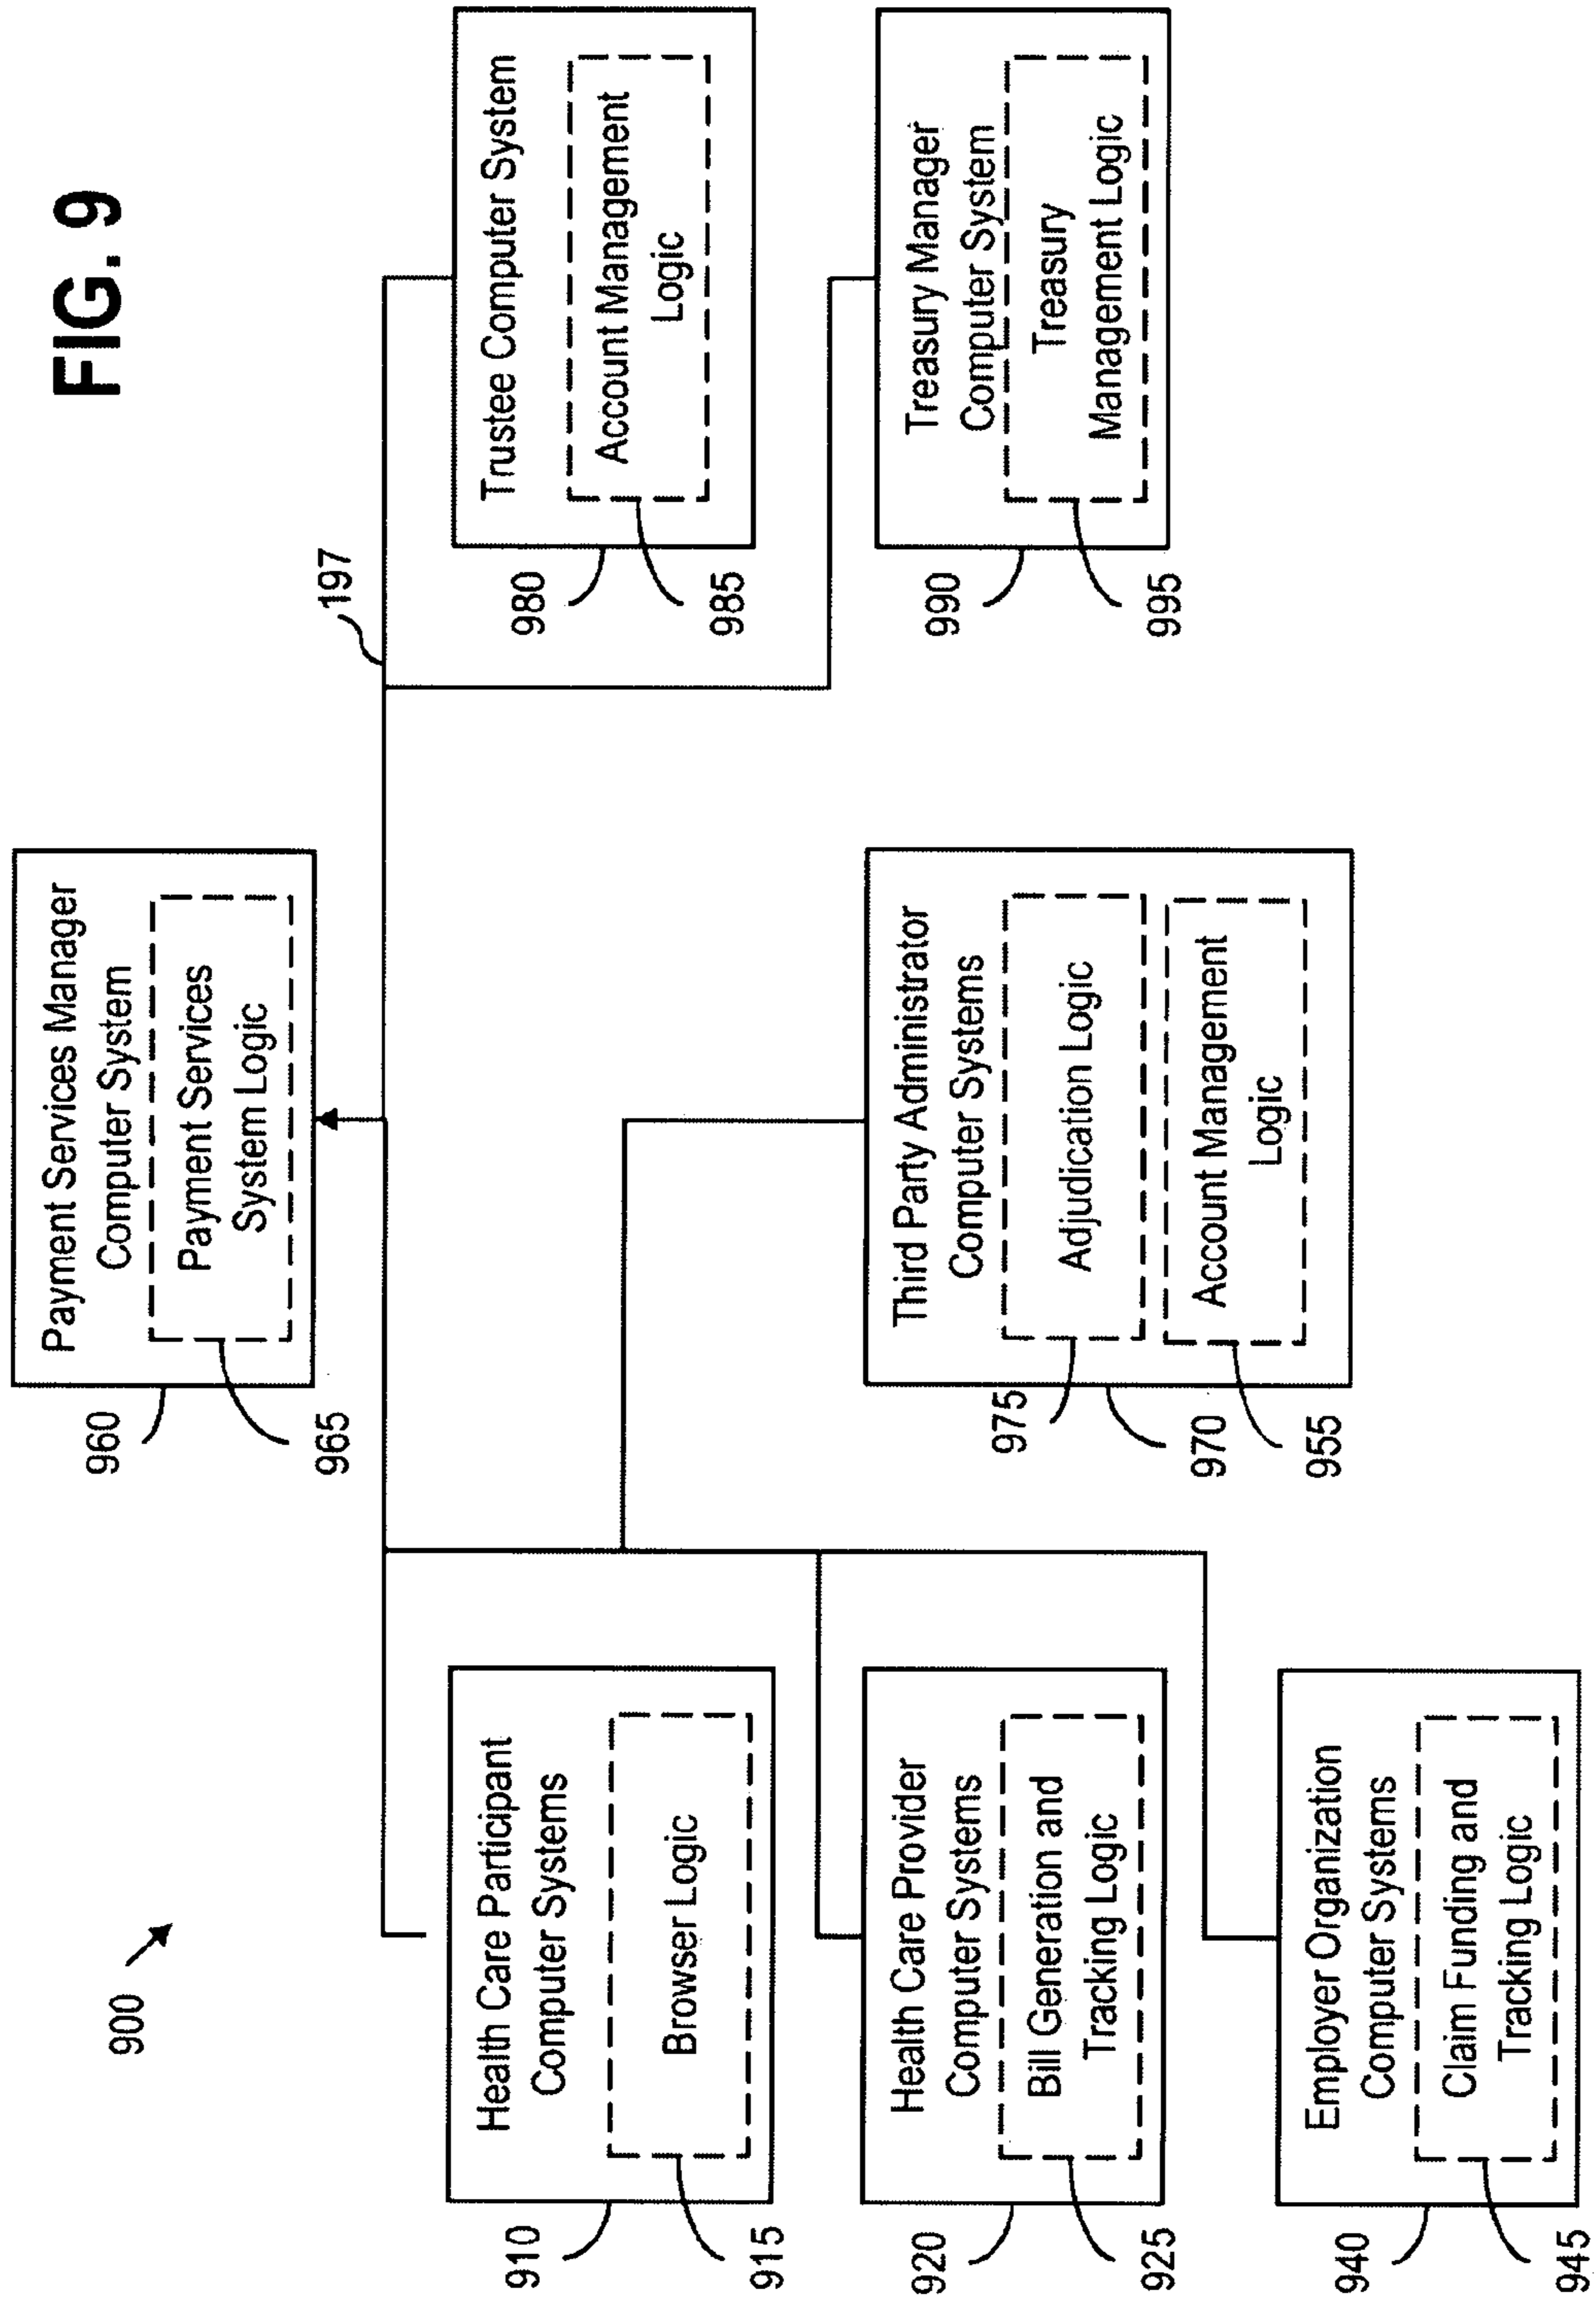 FIG. 9
900
Payment Services Manager
Computer System
Payment Services
System Logic
960
965
197
Health Care Participant
Computer Systems
Browser Logic
910
915
Health Care Provider
Computer Systems
Bill Generation and
Tracking Logic
920
925
Employer Organization
Computer Systems
Claim Funding and
Tracking Logic
940
945
Third Party Administrator
Computer Systems
Adjudication Logic
Account Management
Logic
975
970
955
Trustee Computer System
Account Management
Logic
980
985
Treasury Manager
Computer System
Treasury
Management Logic
990
995